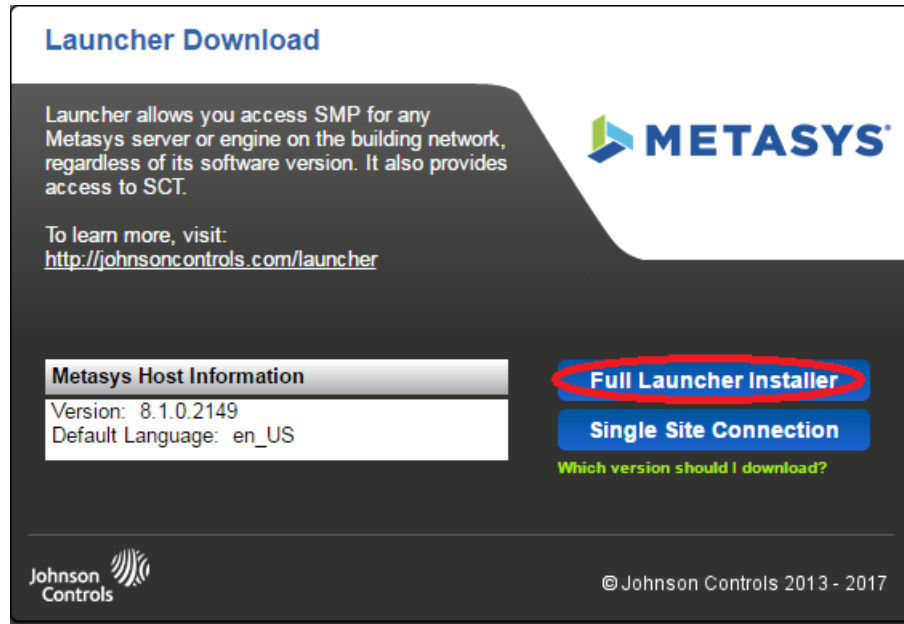 Launcher Download
Launcher allows you access SMP for any
Metasys server or engine on the building network,
regardless of its software version. It also provides
access to SCT.
To learn more, visit:
http://johnsoncontrols.com/launcher
METASYS®
Metasys Host Information
Version: 8.1.0.2149
Default Language: en_US
Full Launcher Installer
Single Site Connection
Which version should I download?
Johnson
Controls
© Johnson Controls 2013 - 2017